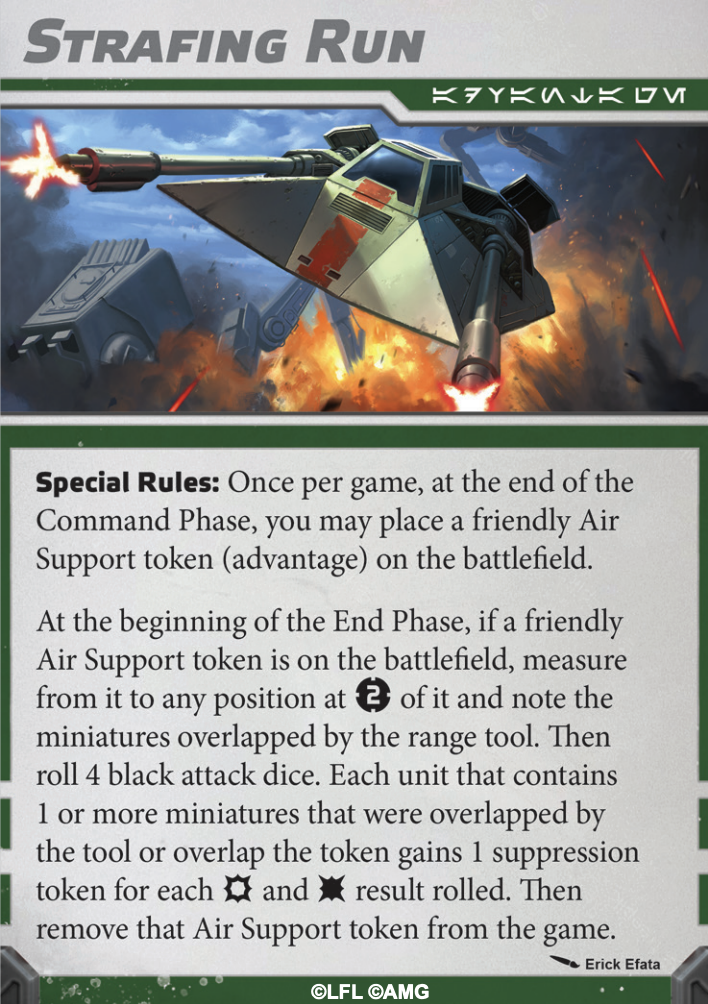 STRAFING RUN
Special Rules: Once per game, at the end of the
Command Phase, you may place a friendly Air
Support token (advantage) on the battlefield.
At the beginning of the End Phase, if a friendly
Air Support token is on the battlefield, measure
from it to any position at 2 of it and note the
miniatures overlapped by the range tool. Then
roll 4 black attack dice. Each unit that contains
1 or more miniatures that were overlapped by
the tool or overlap the token gains 1 suppression
token for each and result rolled. Then
remove that Air Support token from the game.
Erick Efata
©LFL ©AMG